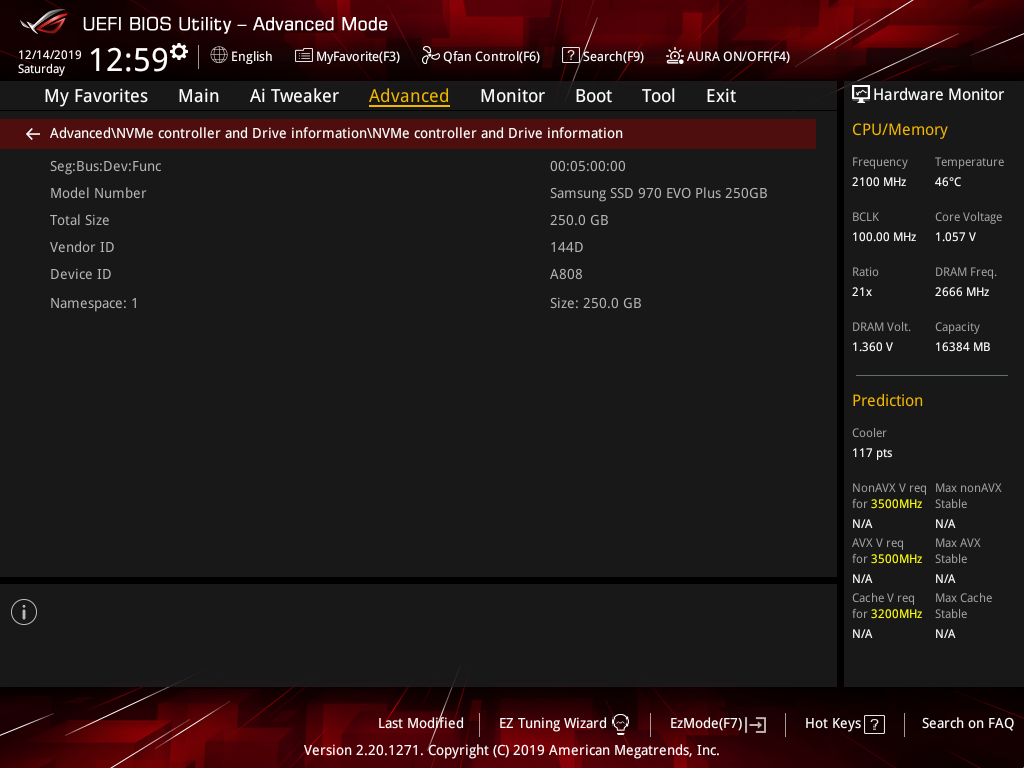 UEFI BIOS Utility – Advanced Mode
12/14/2019
Saturday
12:59
English
MyFavorite(F3)
Qfan Control(F6)
?
Search(F9)
AURA ON/OFF(F4)
My Favorites Main Ai Tweaker Advanced Monitor Boot Tool Exit
Advanced\NVMe controller and Drive information\NVMe controller and Drive information
Seg:Bus:Dev:Func 00:05:00:00
Model Number Samsung SSD 970 EVO Plus 250GB
Total Size 250.0 GB
Vendor ID 144D
Device ID A808
Namespace: 1 Size: 250.0 GB
Hardware Monitor
CPU/Memory
Frequency Temperature
2100 MHz 46°C
BCLK Core Voltage
100.00 MHz 1.057 V
Ratio DRAM Freq.
21x 2666 MHz
DRAM Volt. Capacity
1.360 V 16384 MB
Prediction
Cooler
117 pts
NonAVX V req Max nonAVX
for 3500MHz Stable
N/A N/A
AVX V req Max AVX
for 3500MHz Stable
N/A N/A
Cache V req Max Cache
for 3200MHz Stable
N/A N/A
i
Last Modified
EZ Tuning Wizard
EzMode(F7)
Hot Keys ?
Search on FAQ
Version 2.20.1271. Copyright (C) 2019 American Megatrends, Inc.